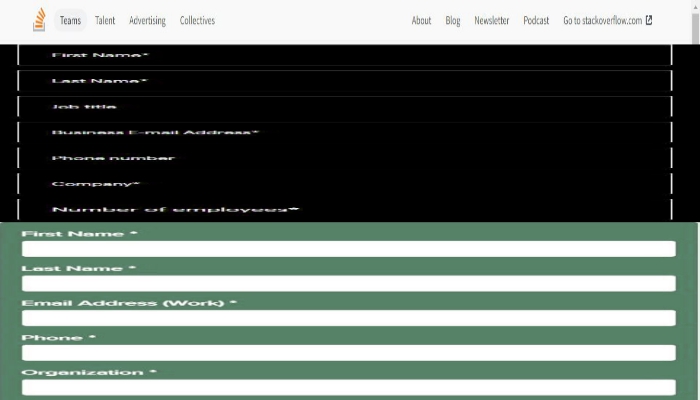 Teams Talent Advertising Collectives About Blog Newsletter Podcast Go to stackoverflow.com
First Name*
Last Name*
Job title
Business E-mail Address*
Phone number
Company*
Number of employees*
First Name *
Last Name *
Email Address (Work) *
Phone *
Organization *